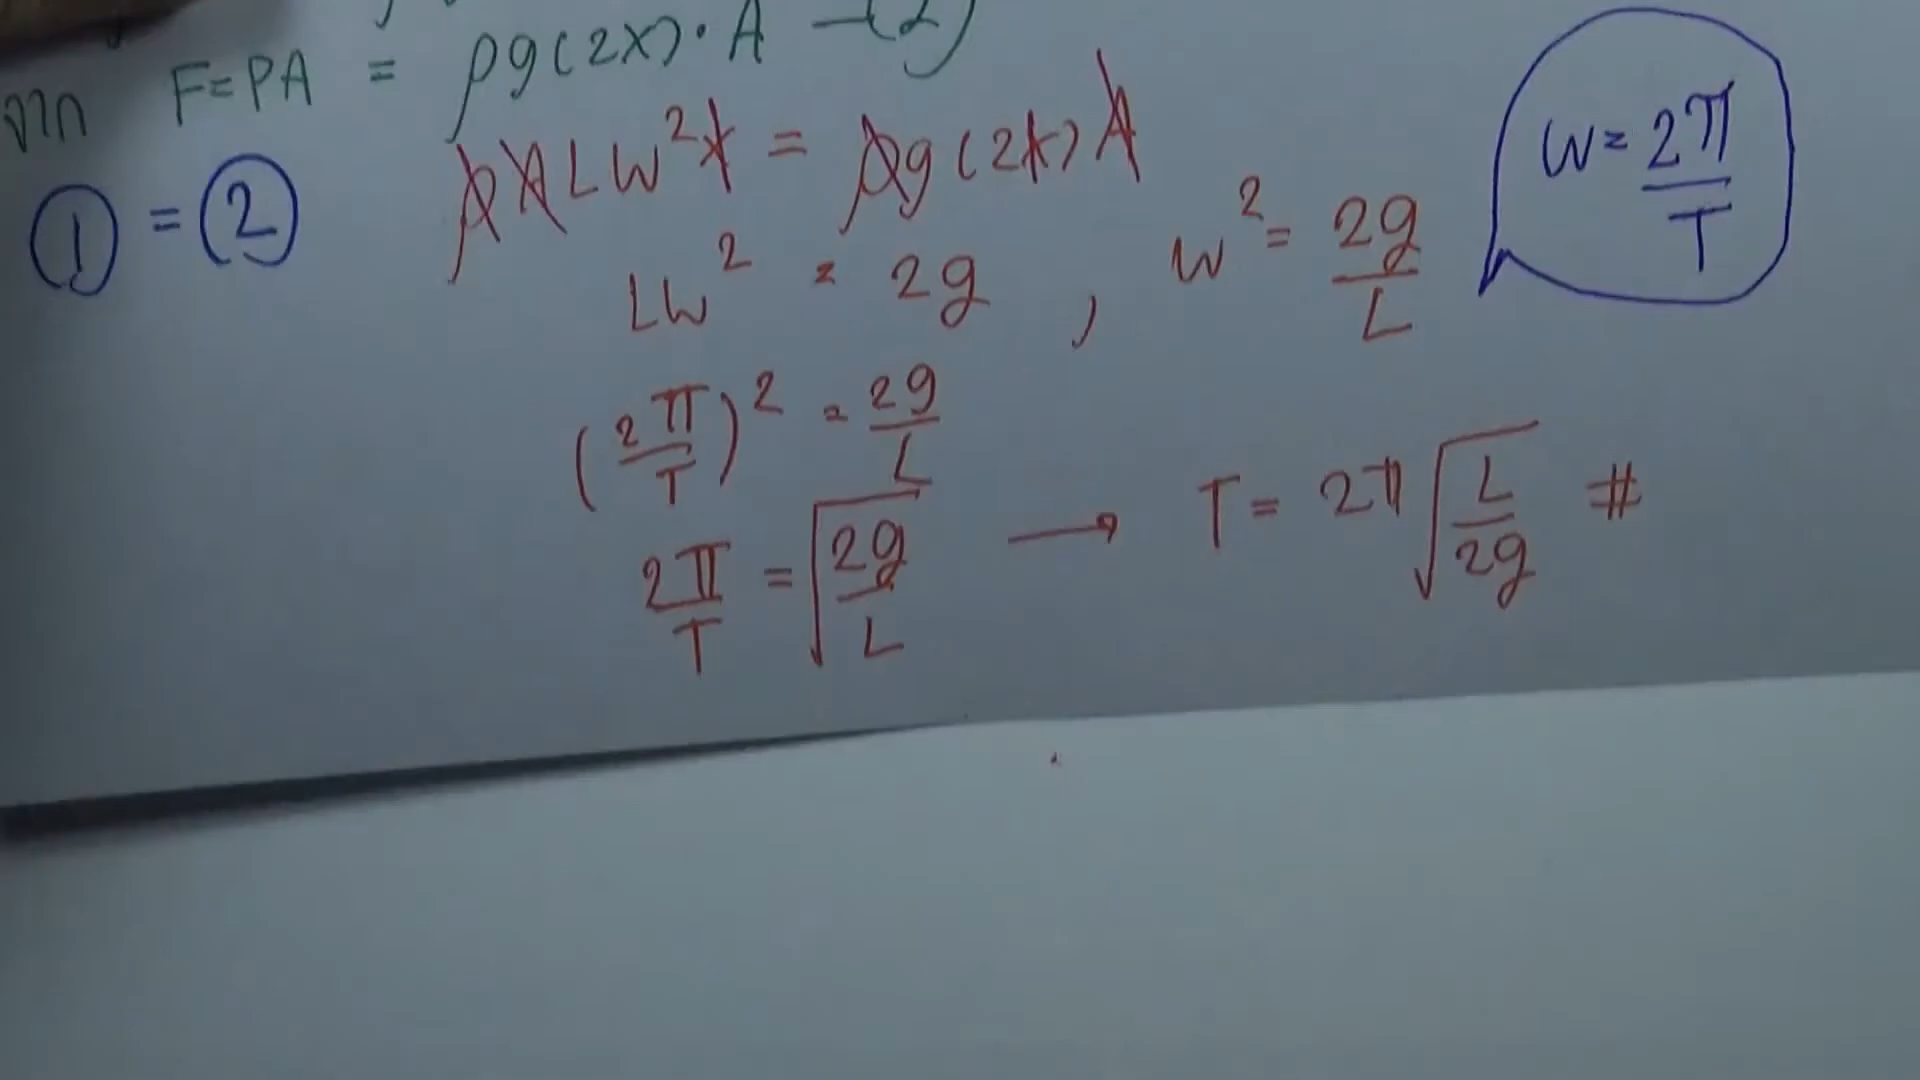 จาก F=PA = ρg(2x)·A —(2)
① = ② ρALW²x = ρg(2x)A
LW² = 2g , W² = 2g/L
W = 2π/T
(2π/T)² = 2g/L
2π/T = √(2g/L) → T = 2π√(L/2g) #